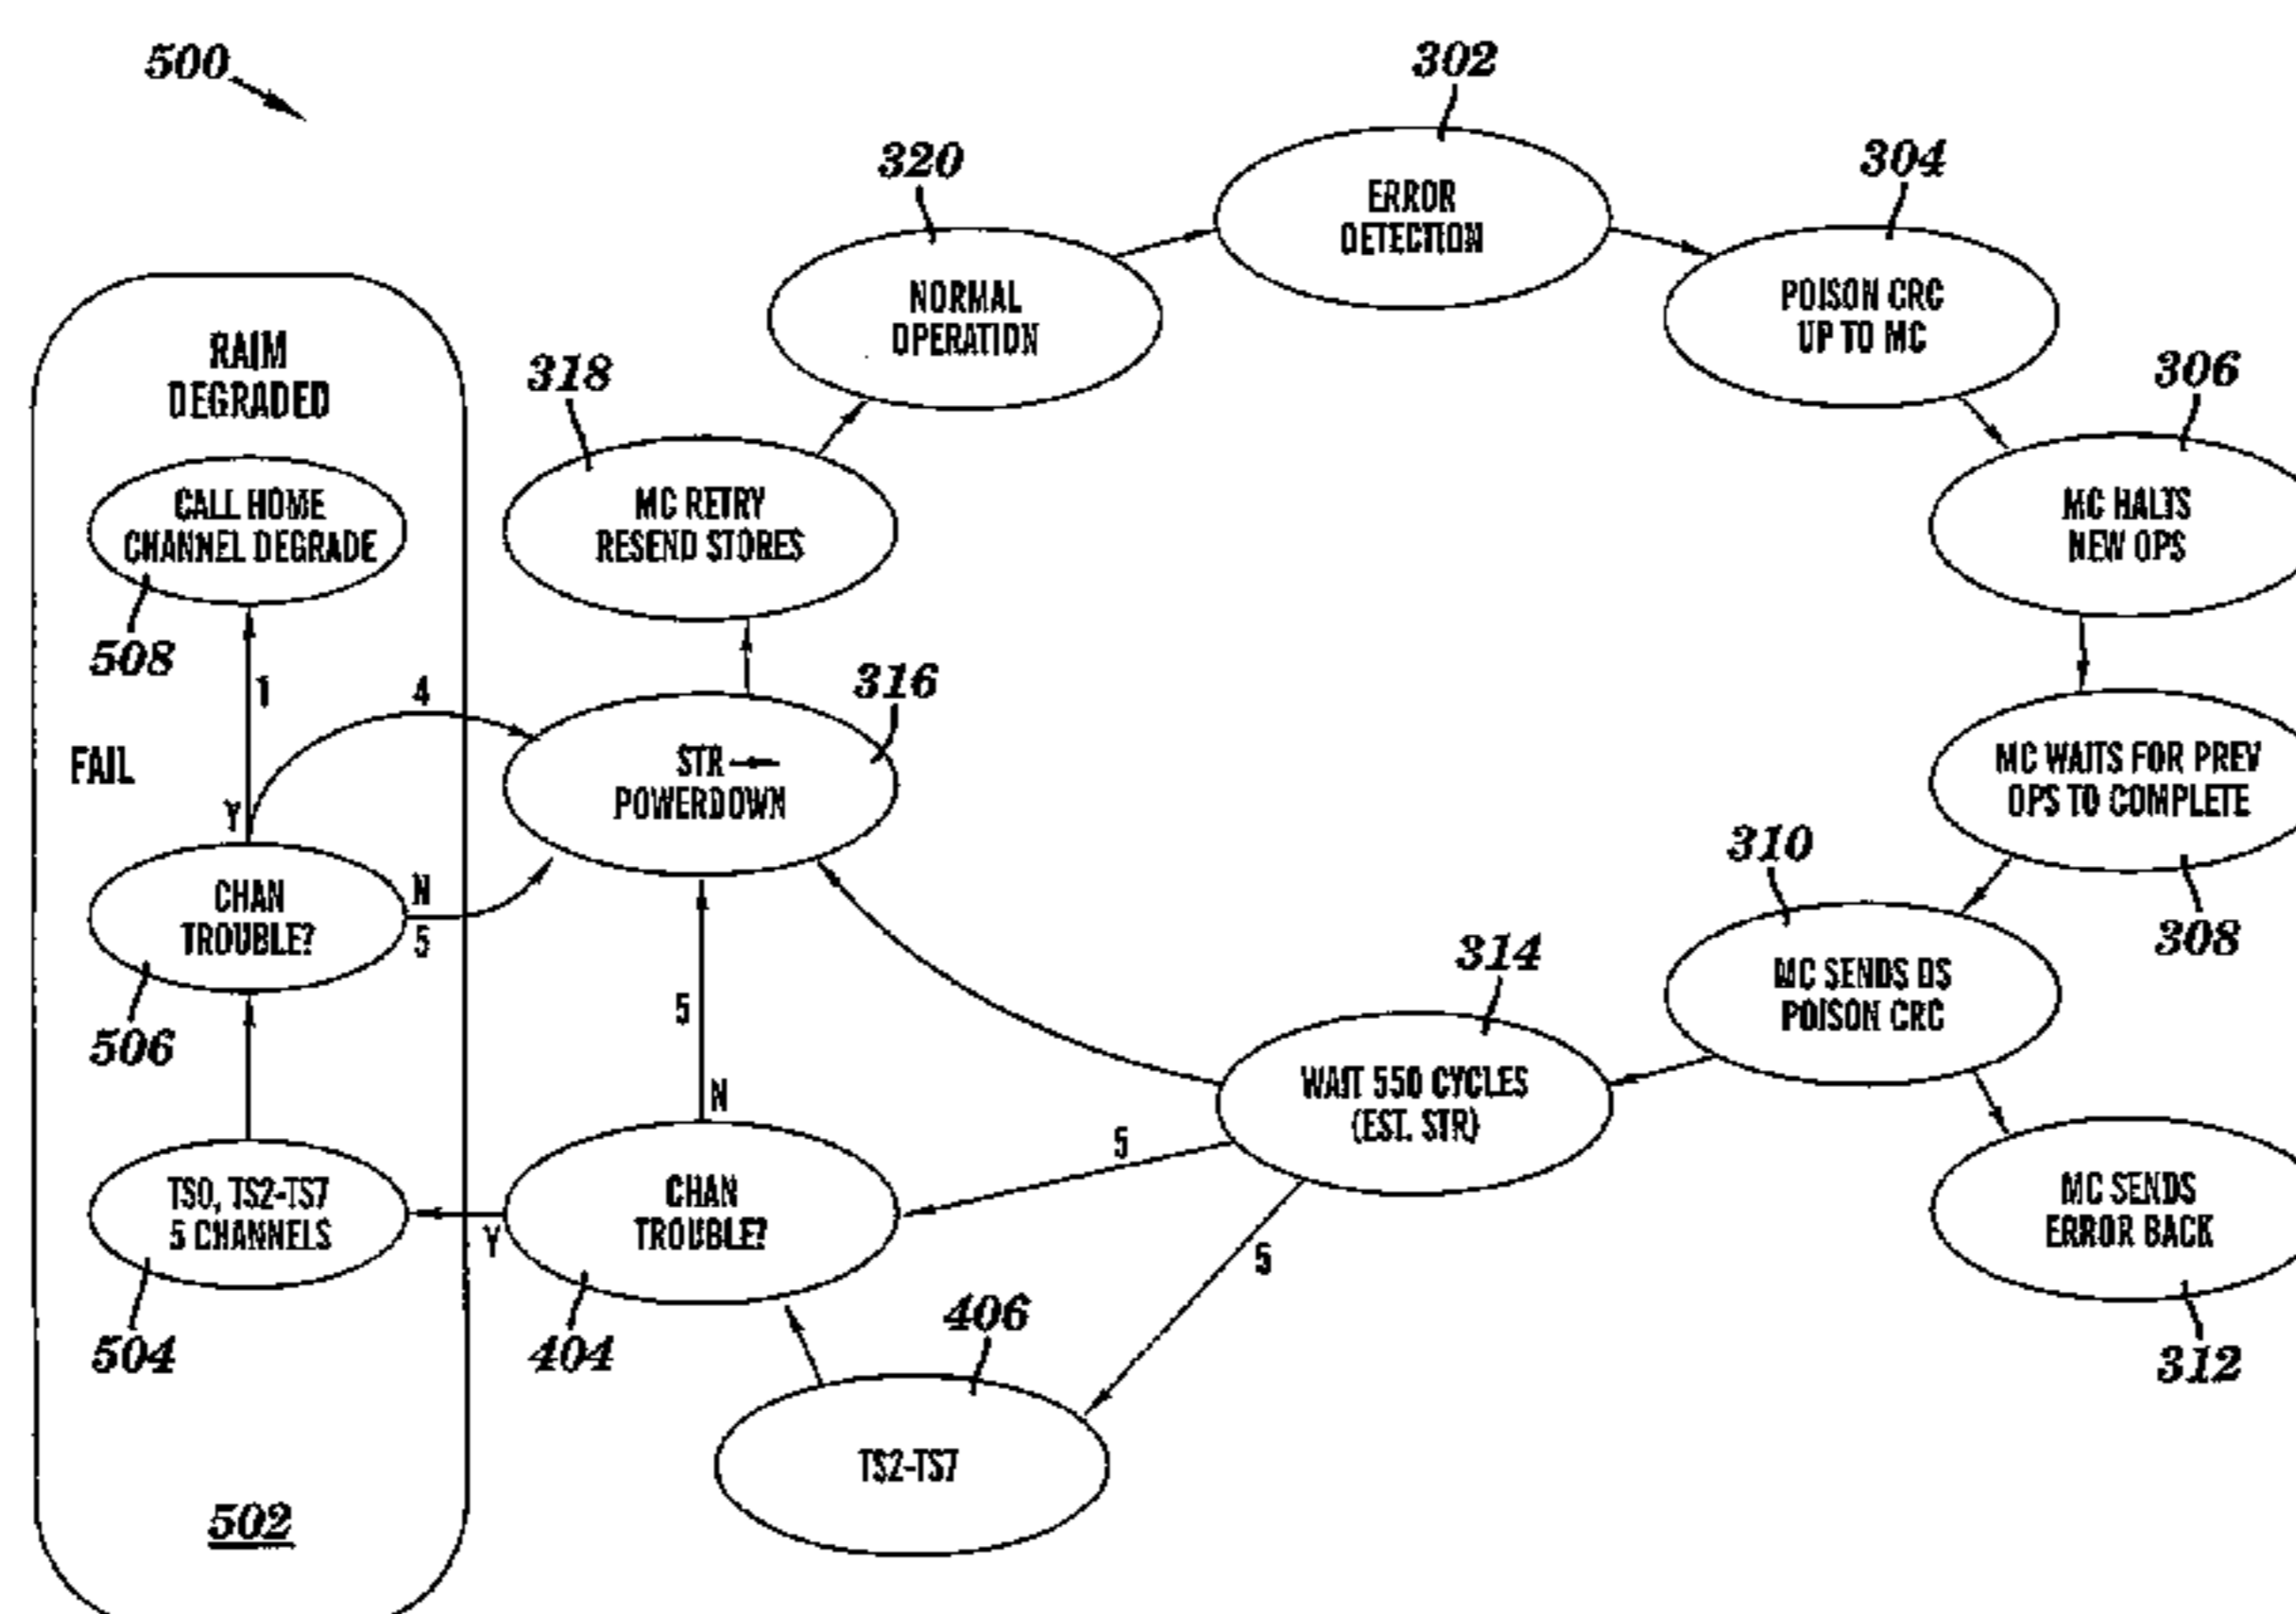 500
302
304
320
ERROR
DETECTION
NORMAL
OPERATION
POISON CRC
UP TO MC
306
RAIM
DEGRADED
318
CALL HOME
CHANNEL DEGRADE
MC RETRY
RESEND STORES
MC HALTS
NEW OPS
508
1
4
316
FAIL
STR
POWERDOWN
MC WAITS FOR PREV
OPS TO COMPLETE
Y
310
308
CHAN
TROUBLE?
N
5
314
MC SENDS DS
POISON CRC
506
5
N
WAIT 550 CYCLES
(EST. STR)
5
TS0, TS2-TS7
5 CHANNELS
Y
CHAN
TROUBLE?
5
MC SENDS
ERROR BACK
504
404
406
312
TS2-TS7
502